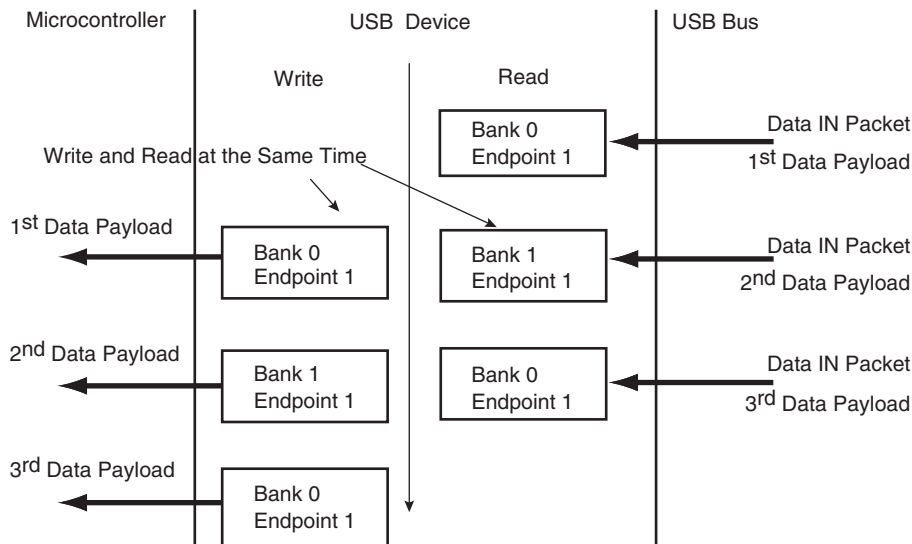 Microcontroller
USB Device
USB Bus
Write
Read
Bank 0
Endpoint 1
Data IN Packet
1st Data Payload
Write and Read at the Same Time
1st Data Payload
Bank 0
Endpoint 1
Bank 1
Endpoint 1
Data IN Packet
2nd Data Payload
2nd Data Payload
Bank 1
Endpoint 1
Bank 0
Endpoint 1
Data IN Packet
3rd Data Payload
3rd Data Payload
Bank 0
Endpoint 1